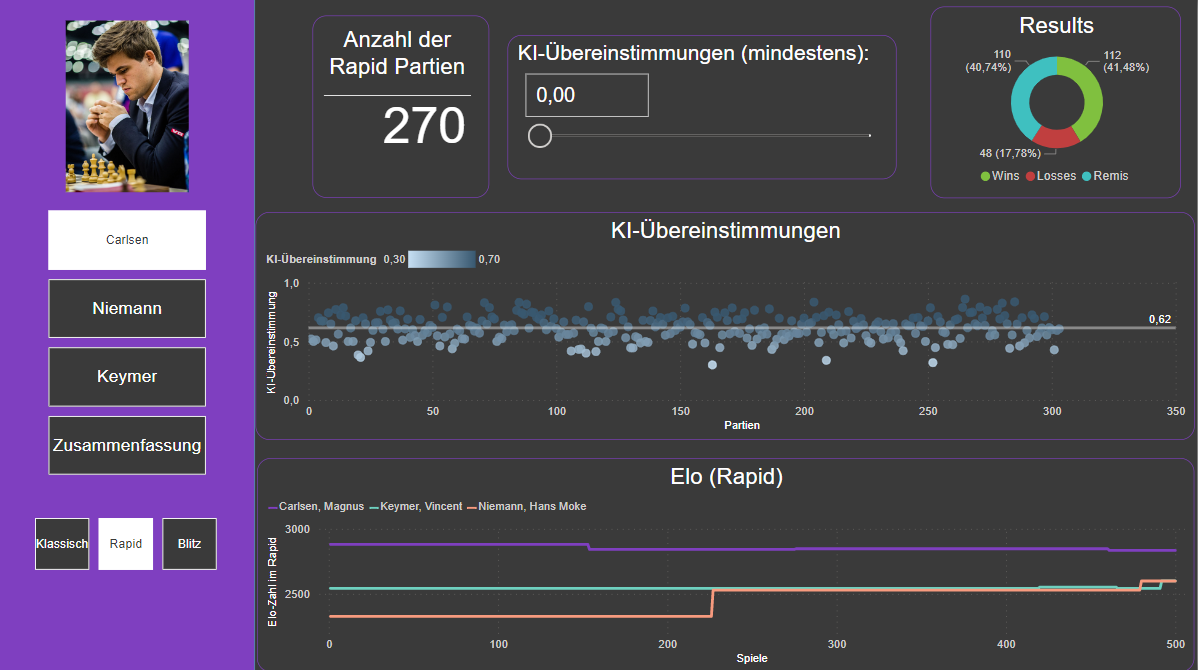 Carlsen
Niemann
Keymer
Zusammenfassung
Klassisch
Rapid
Blitz
Anzahl der
Rapid Partien
270
KI-Übereinstimmungen (mindestens):
0,00
Results
110
(40,74%)
112
(41,48%)
48 (17,78%)
Wins Losses Remis
KI-Übereinstimmungen
KI-Übereinstimmung 0,30 0,70
KI-Übereinstimmung
1,0
0,5
0,0
0,62
0 50 100 150 200 250 300 350
Partien
Elo (Rapid)
Carlsen, Magnus Keymer, Vincent Niemann, Hans Moke
Elo-Zahl im Rapid
3000
2500
0 100 200 300 400 500
Spiele